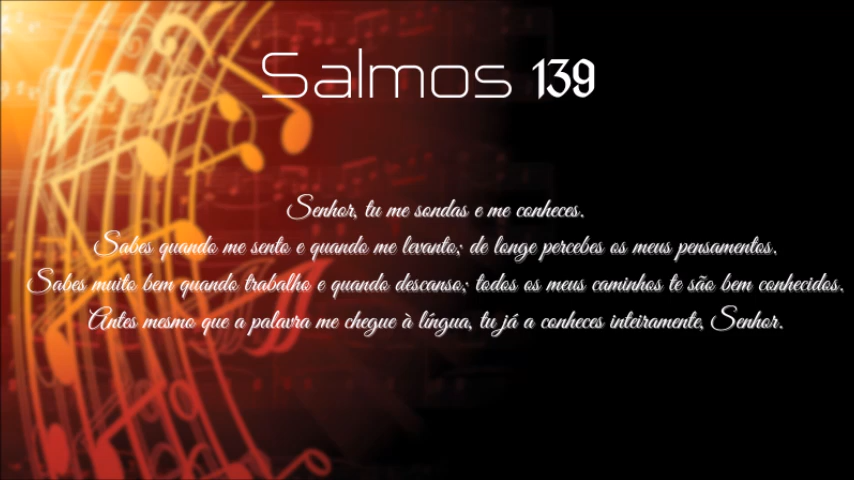 Salmos 139
Senhor, tu me sondas e me conheces.
Sabes quando me sento e quando me levanto; de longe percebes os meus pensamentos.
Sabes muito bem quando trabalho e quando descanso; todos os meus caminhos te são bem conhecidos.
Antes mesmo que a palavra me chegue à língua, tu já a conheces inteiramente, Senhor.